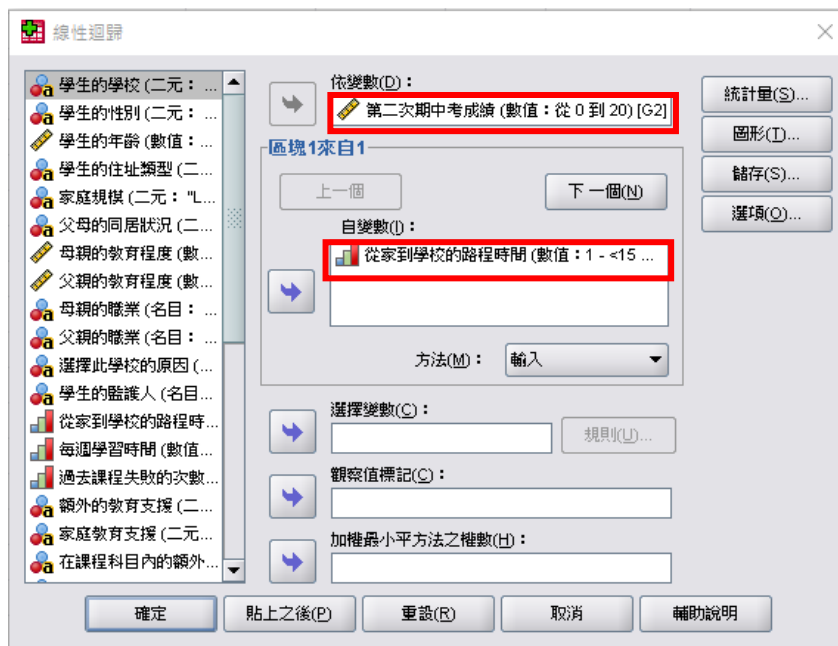 線性迴歸
學生的學校 (二元： ...
學生的性別 (二元： ...
學生的年齡 (數值： ...
學生的住址類型 (二...
家庭規模 (二元： "L...
父母的同居狀況 (二...
母親的教育程度 (數...
父親的教育程度 (數...
母親的職業 (名目： ...
父親的職業 (名目： ...
選擇此學校的原因 (...
學生的監護人 (名目...
從家到學校的路程時...
每週學習時間 (數值...
過去課程失敗的次數...
額外的教育支援 (二...
家庭教育支援 (二元...
在課程科目內的額外...
依變數(D)：
第二次期中考成績 (數值：從 0 到 20) [G2]
區塊1來自1
上一個
下一個(N)
自變數(I)：
從家到學校的路程時間 (數值：1 - <15 ...
方法(M)：
輸入
選擇變數(C)：
規則(U)...
觀察值標記(C)：
加權最小平方法之權數(H)：
統計量(S)...
圖形(T)...
儲存(S)...
選項(O)...
確定
貼上之後(P)
重設(R)
取消
輔助說明